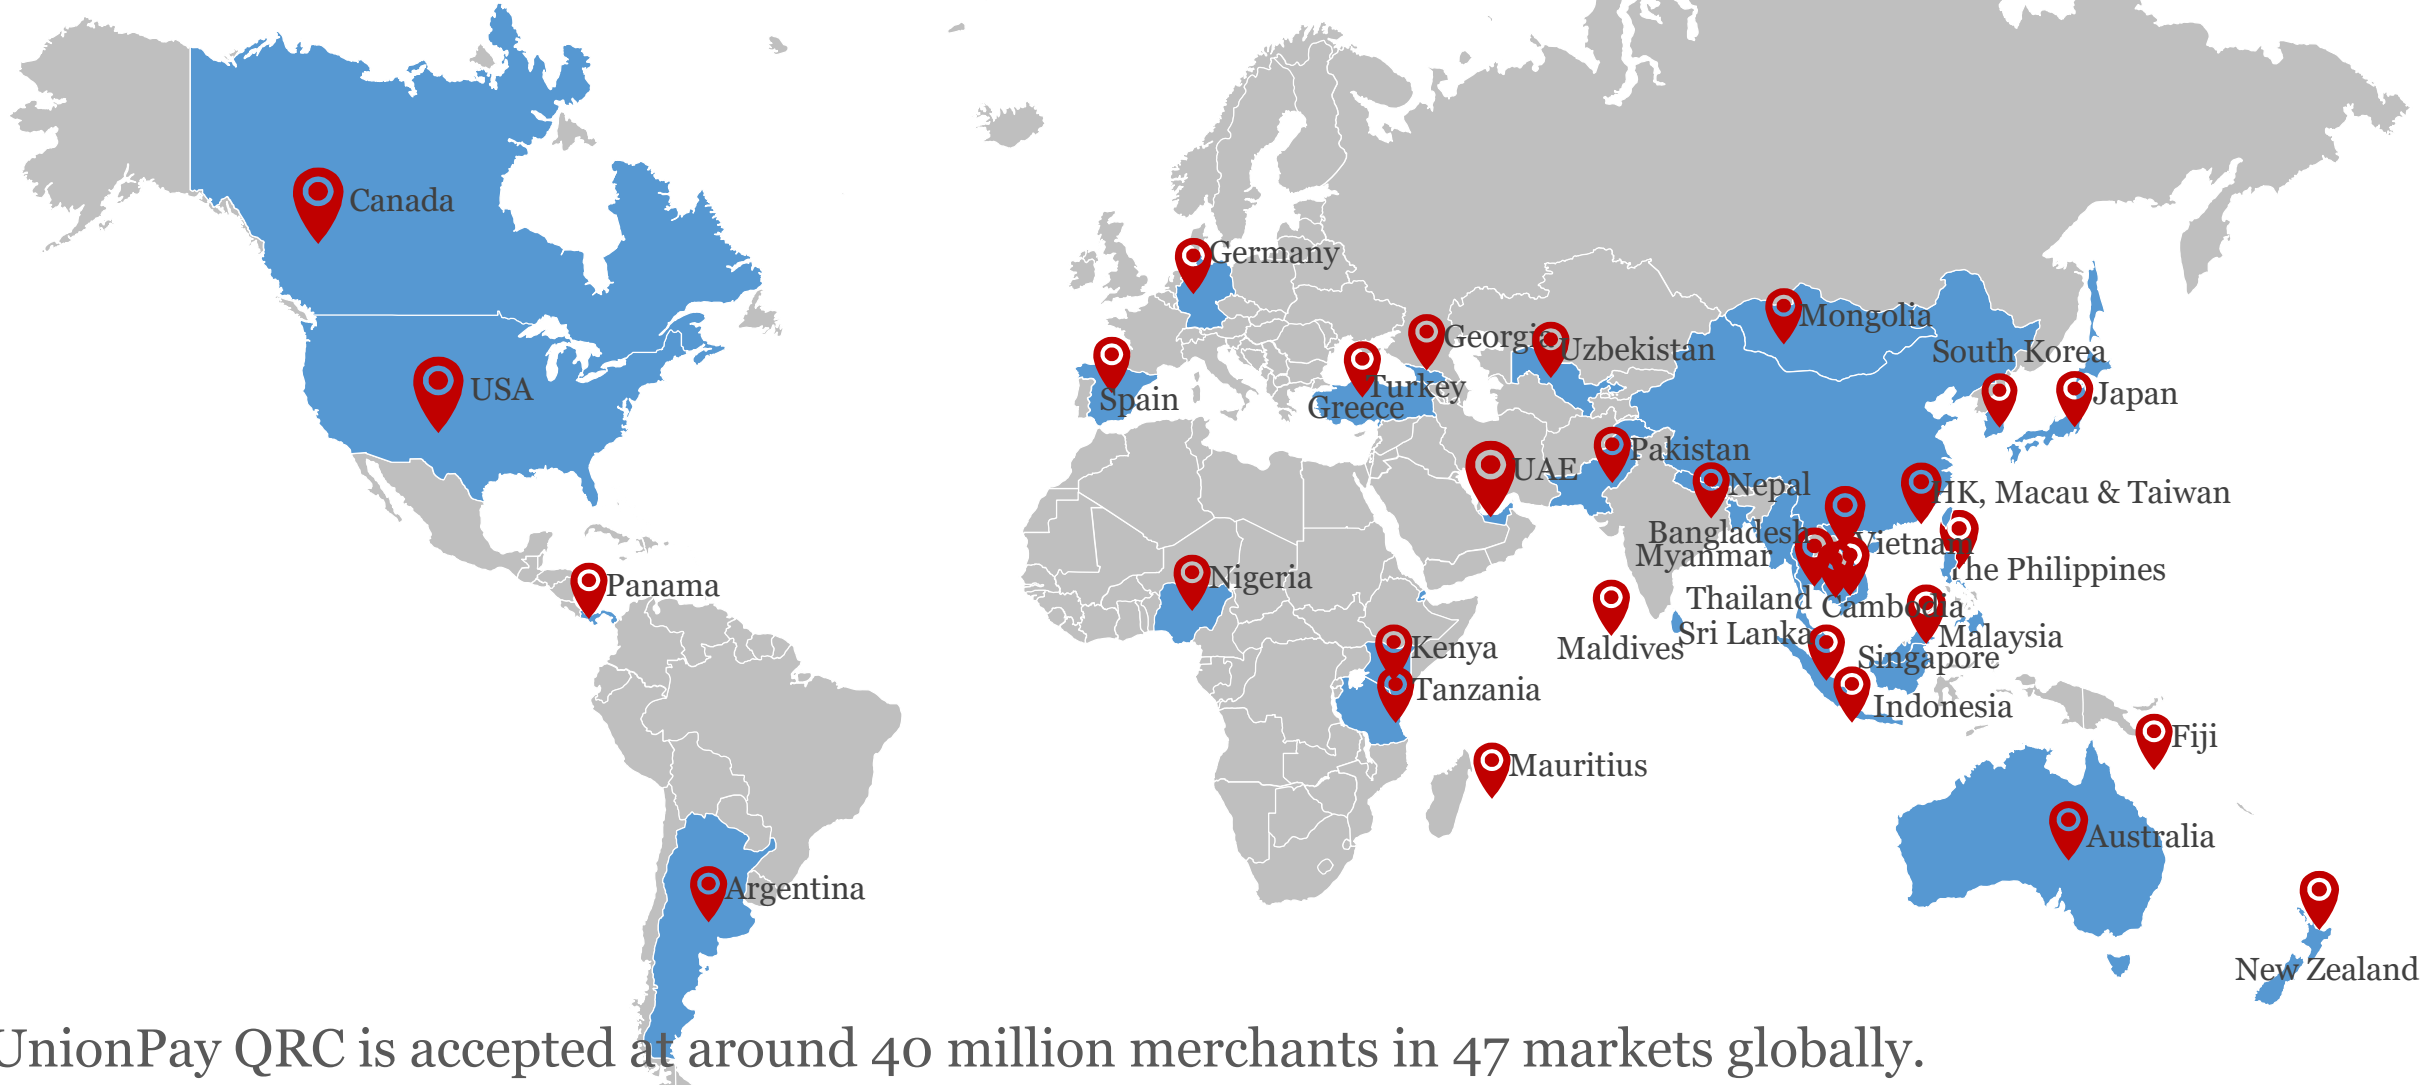 Canada
Germany
Mongolia
Georgia
Uzbekistan
South Korea
USA
Spain
Turkey
Greece
Japan
Pakistan
UAE
Nepal
HK, Macau & Taiwan
Bangladesh
Vietnam
Myanmar
The Philippines
Panama
Nigeria
Thailand
Cambodia
Sri Lanka
Malaysia
Maldives
Singapore
Kenya
Tanzania
Indonesia
Fiji
Mauritius
Australia
Argentina
New Zealand
UnionPay QRC is accepted at around 40 million merchants in 47 markets globally.